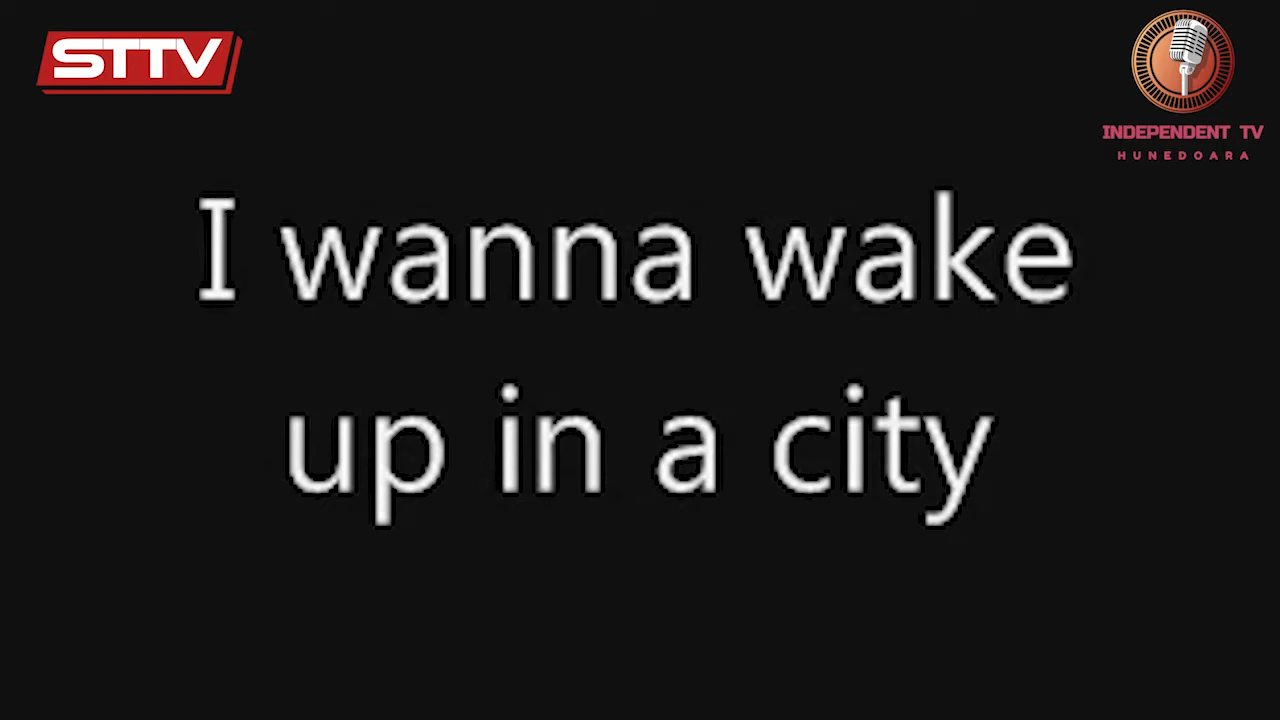 STTV
INDEPENDENT TV
HUNEDOARA
I wanna wake
up in a city